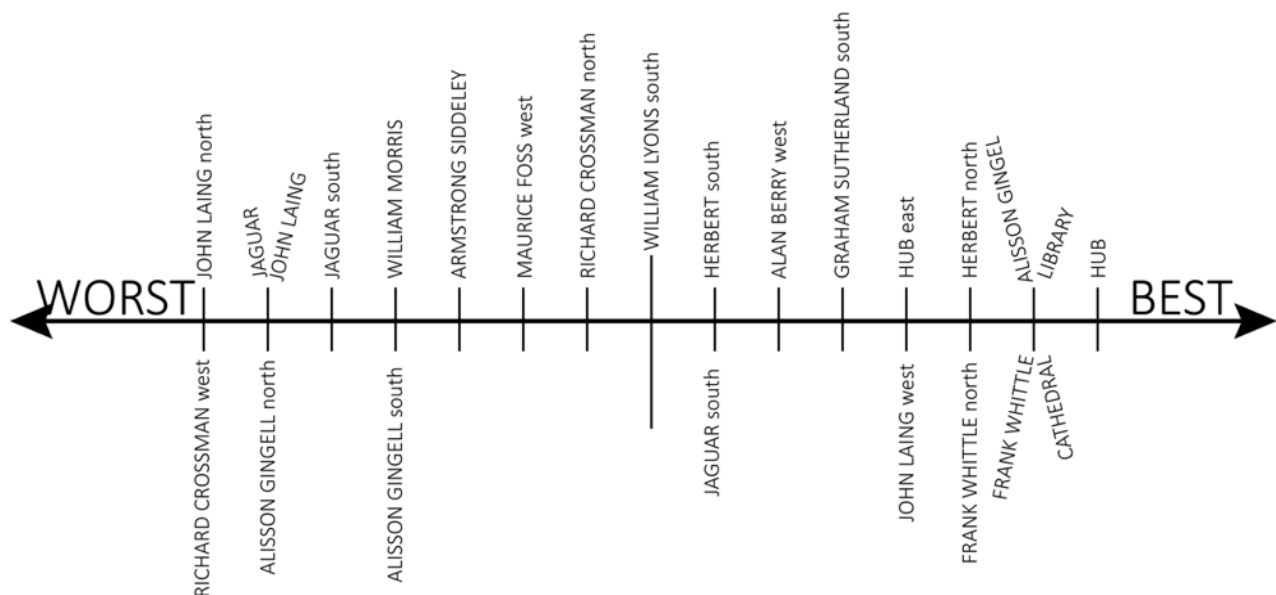 JOHN LAING north
JAGUAR
JOHN LAING
JAGUAR south
WILLIAM MORRIS
ARMSTRONG SIDDELEY
MAURICE FOSS west
RICHARD CROSSMAN north
WILLIAM LYONS south
HERBERT south
ALAN BERRY west
GRAHAM SUTHERLAND south
HUB east
HERBERT north
ALISSON GINGEL
LIBRARY
HUB
WORST
BEST
RICHARD CROSSMAN west
ALISSON GINGELL north
ALISSON GINGELL south
JAGUAR south
JOHN LAING west
FRANK WHITTLE north
FRANK WHITTLE
CATHEDRAL